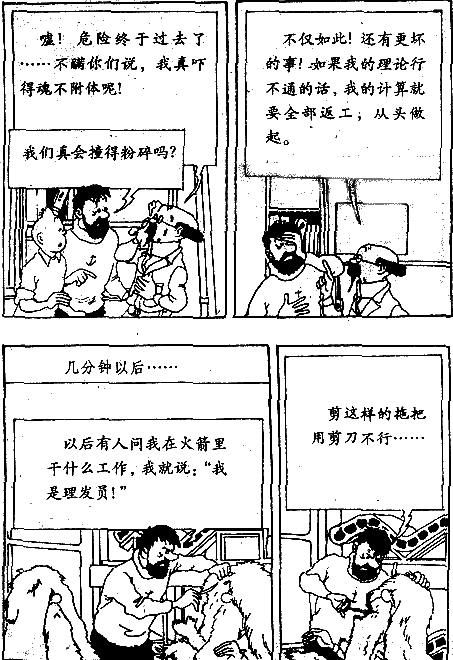 嘘！危险终于过去了
……不瞒你们说，我真吓
得魂不附体呢！
我们真会撞得粉碎吗？
不仅如此！还有更坏
的事！如果我的理论行
不通的话，我的计算就
要全部返工；从头做
起。
几分钟以后……
以后有人问我在火箭里
干什么工作，我就说：“我
是理发员！”
剪这样的拖把
用剪刀不行……